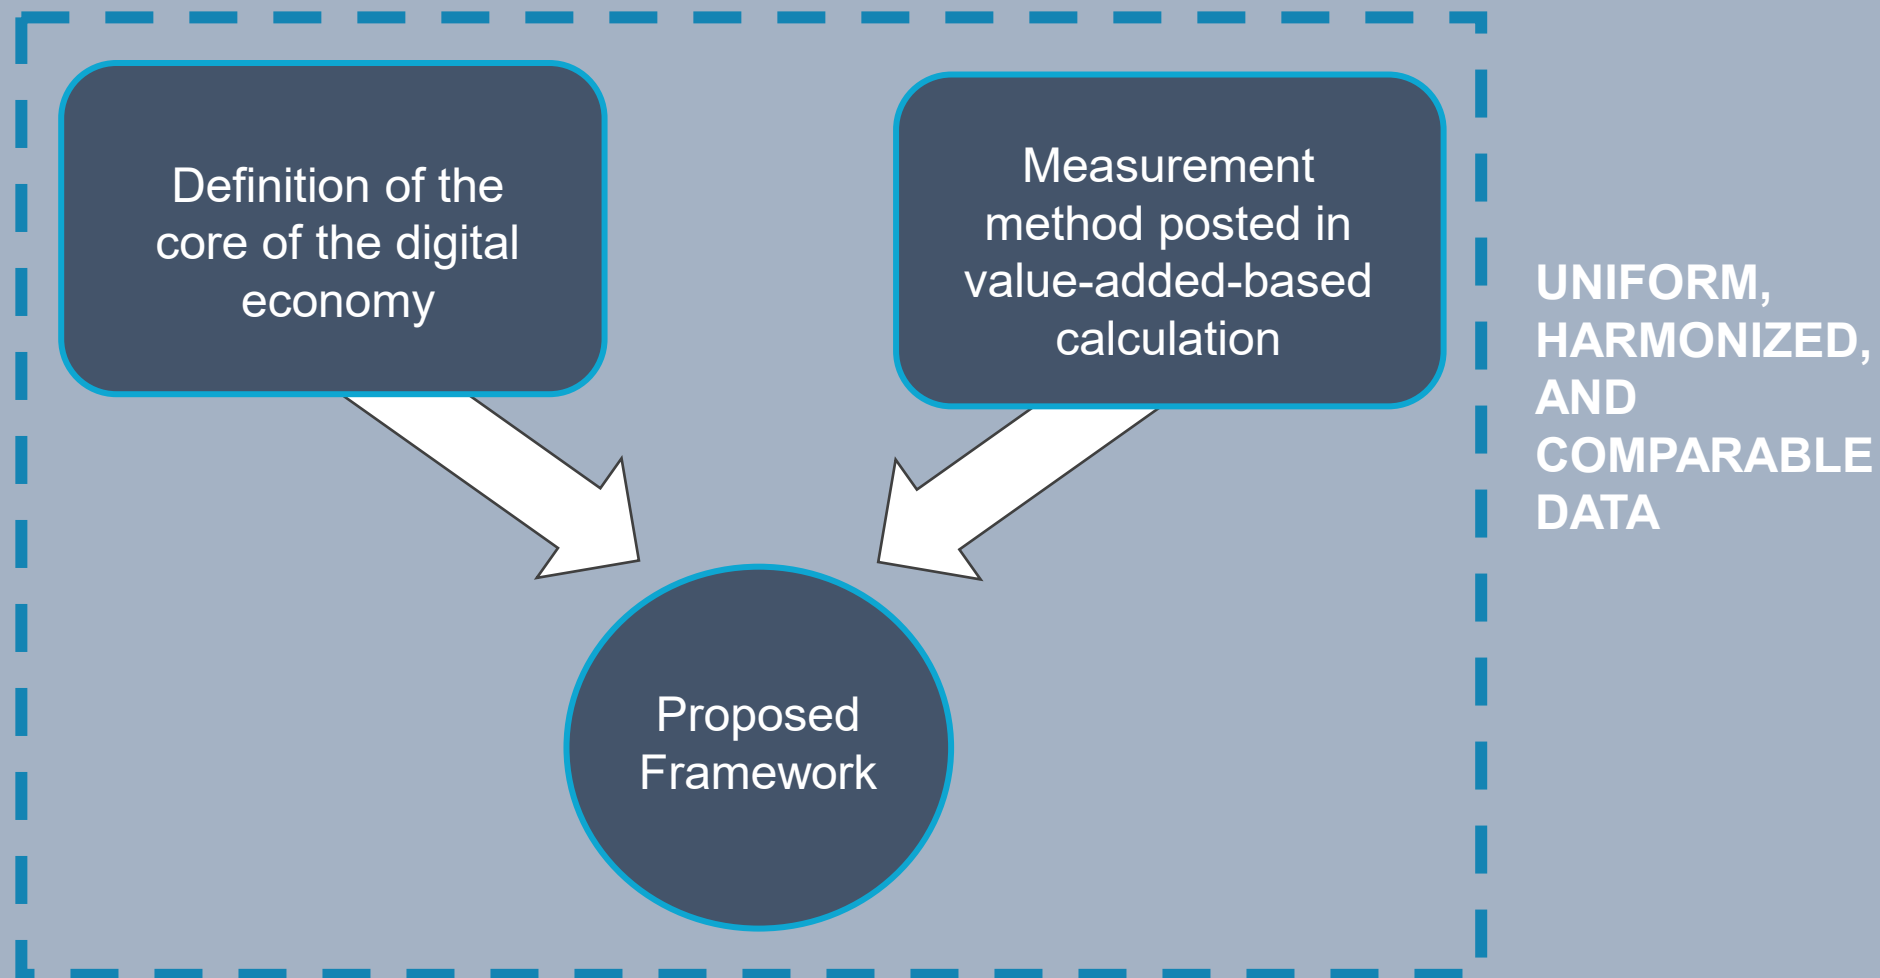 Definition of the
core of the digital
economy
Measurement
method posted in
value-added-based
calculation
Proposed
Framework
UNIFORM,
HARMONIZED,
AND
COMPARABLE
DATA